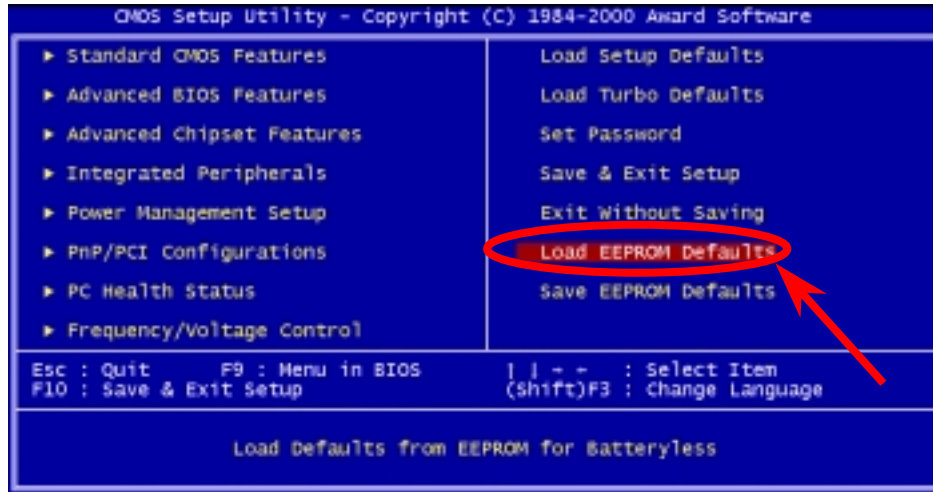 CMOS Setup Utility - Copyright (C) 1984-2000 Award Software
▶ Standard CMOS Features
▶ Advanced BIOS Features
▶ Advanced Chipset Features
▶ Integrated Peripherals
▶ Power Management Setup
▶ PnP/PCI Configurations
▶ PC Health Status
▶ Frequency/Voltage Control
Load Setup Defaults
Load Turbo Defaults
Set Password
Save & Exit Setup
Exit Without Saving
Load EEPROM Defaults
Save EEPROM Defaults
Esc : Quit F9 : Menu in BIOS
F10 : Save & Exit Setup
: Select Item
(Shift)F3 : Change Language
Load Defaults from EEPROM for Batteryless